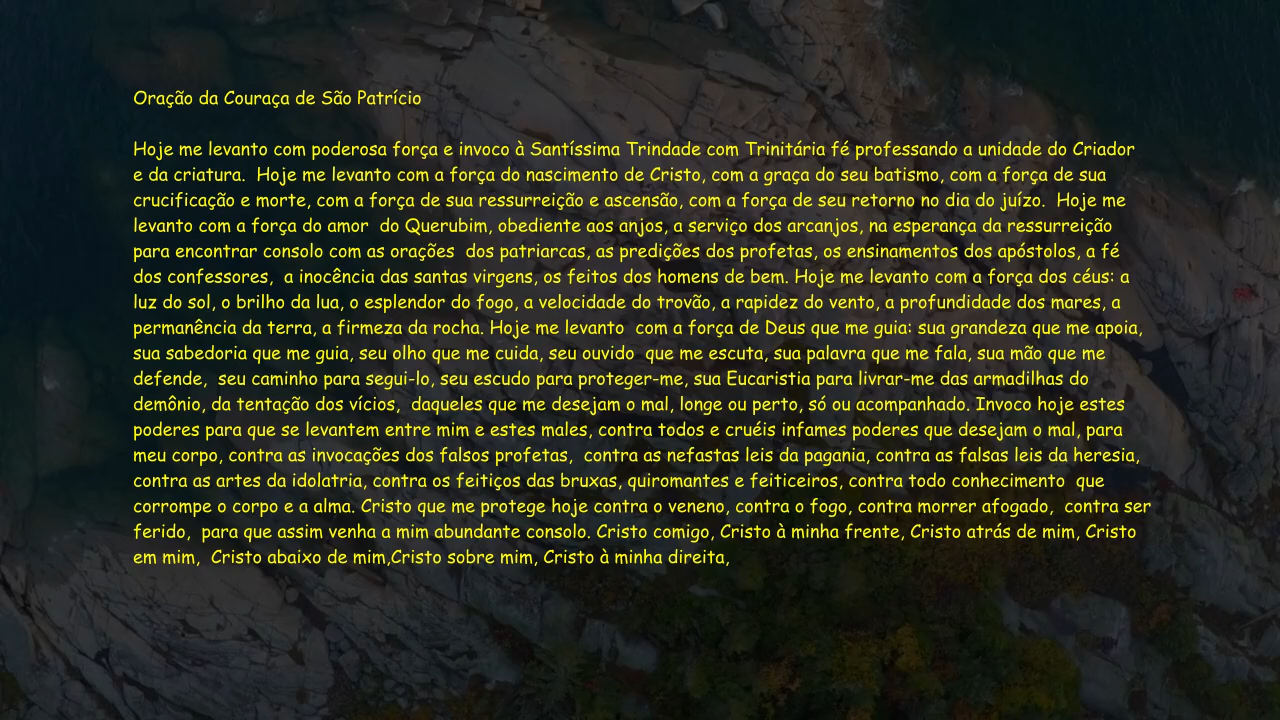 Oração da Couraça de São Patrício
Hoje me levanto com poderosa força e invoco à Santíssima Trindade com Trinitária fé professando a unidade do Criador
e da criatura.  Hoje me levanto com a força do nascimento de Cristo, com a graça do seu batismo, com a força de sua
crucificação e morte, com a força de sua ressurreição e ascensão, com a força de seu retorno no dia do juízo.  Hoje me
levanto com a força do amor  do Querubim, obediente aos anjos, a serviço dos arcanjos, na esperança da ressurreição
para encontrar consolo com as orações  dos patriarcas, as predições dos profetas, os ensinamentos dos apóstolos, a fé
dos confessores,  a inocência das santas virgens, os feitos dos homens de bem. Hoje me levanto com a força dos céus: a
luz do sol, o brilho da lua, o esplendor do fogo, a velocidade do trovão, a rapidez do vento, a profundidade dos mares, a
permanência da terra, a firmeza da rocha. Hoje me levanto  com a força de Deus que me guia: sua grandeza que me apoia,
sua sabedoria que me guia, seu olho que me cuida, seu ouvido  que me escuta, sua palavra que me fala, sua mão que me
defende,  seu caminho para segui-lo, seu escudo para proteger-me, sua Eucaristia para livrar-me das armadilhas do
demônio, da tentação dos vícios,  daqueles que me desejam o mal, longe ou perto, só ou acompanhado. Invoco hoje estes
poderes para que se levantem entre mim e estes males, contra todos e cruéis infames poderes que desejam o mal, para
meu corpo, contra as invocações dos falsos profetas,  contra as nefastas leis da pagania, contra as falsas leis da heresia,
contra as artes da idolatria, contra os feitiços das bruxas, quiromantes e feiticeiros, contra todo conhecimento  que
corrompe o corpo e a alma. Cristo que me protege hoje contra o veneno, contra o fogo, contra morrer afogado,  contra ser
ferido,  para que assim venha a mim abundante consolo. Cristo comigo, Cristo à minha frente, Cristo atrás de mim, Cristo
em mim,  Cristo abaixo de mim,Cristo sobre mim, Cristo à minha direita,